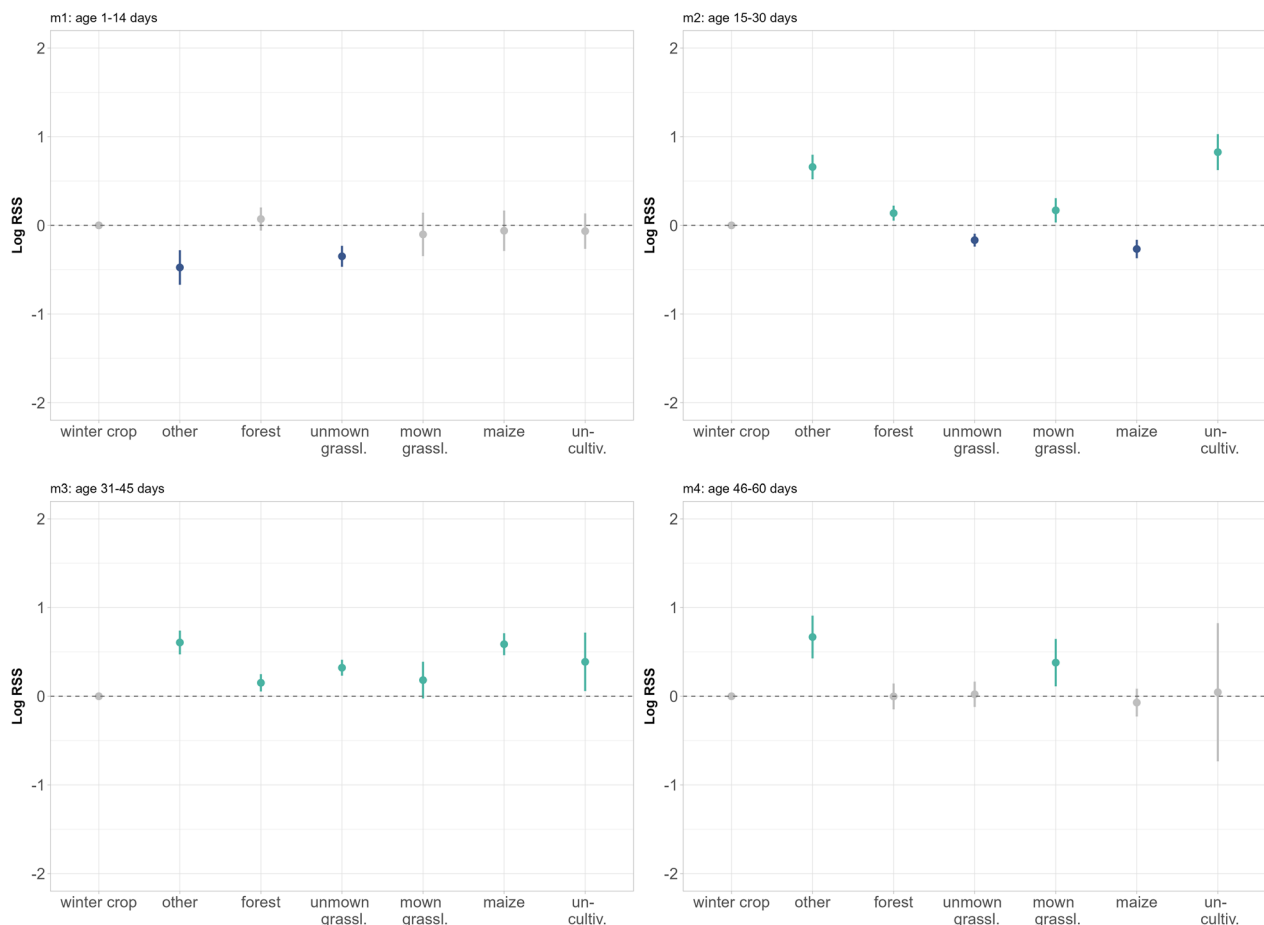 m1: age 1-14 days
2
1
0
-1
-2
Log RSS
winter crop
other
forest
unmown
grassl.
mown
grassl.
maize
un-
cultiv.
m2: age 15-30 days
2
1
0
-1
-2
Log RSS
winter crop
other
forest
unmown
grassl.
mown
grassl.
maize
un-
cultiv.
m3: age 31-45 days
2
1
0
-1
-2
Log RSS
winter crop
other
forest
unmown
grassl.
mown
grassl.
maize
un-
cultiv.
m4: age 46-60 days
2
1
0
-1
-2
Log RSS
winter crop
other
forest
unmown
grassl.
mown
grassl.
maize
un-
cultiv.